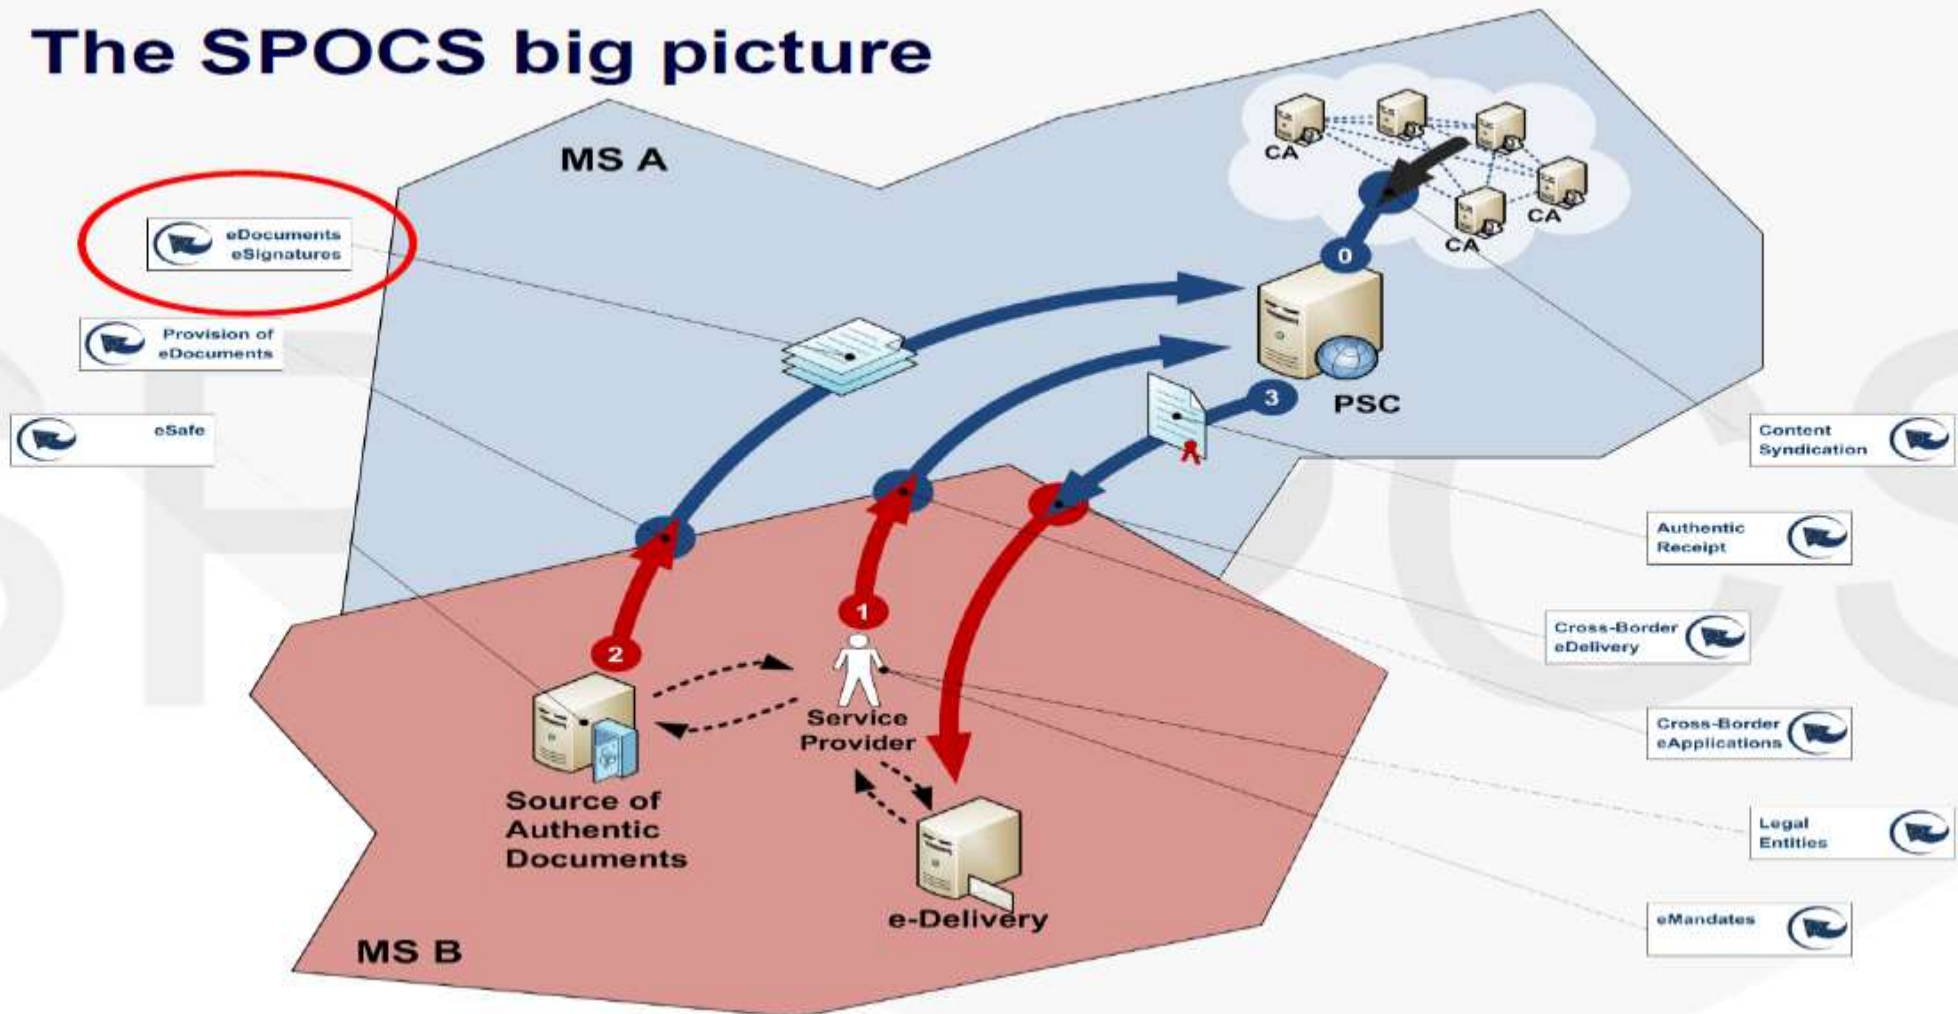 The SPOCS big picture
MS A
CA
CA
CA
eDocuments
eSignatures
0
Provision of
eDocuments
3
PSC
eSafe
Content
Syndication
Authentic
Receipt
1
Cross-Border
eDelivery
2
Service
Provider
Cross-Border
eApplications
Source of
Authentic
Documents
Legal
Entities
e-Delivery
eMandates
MS B
SPOCS